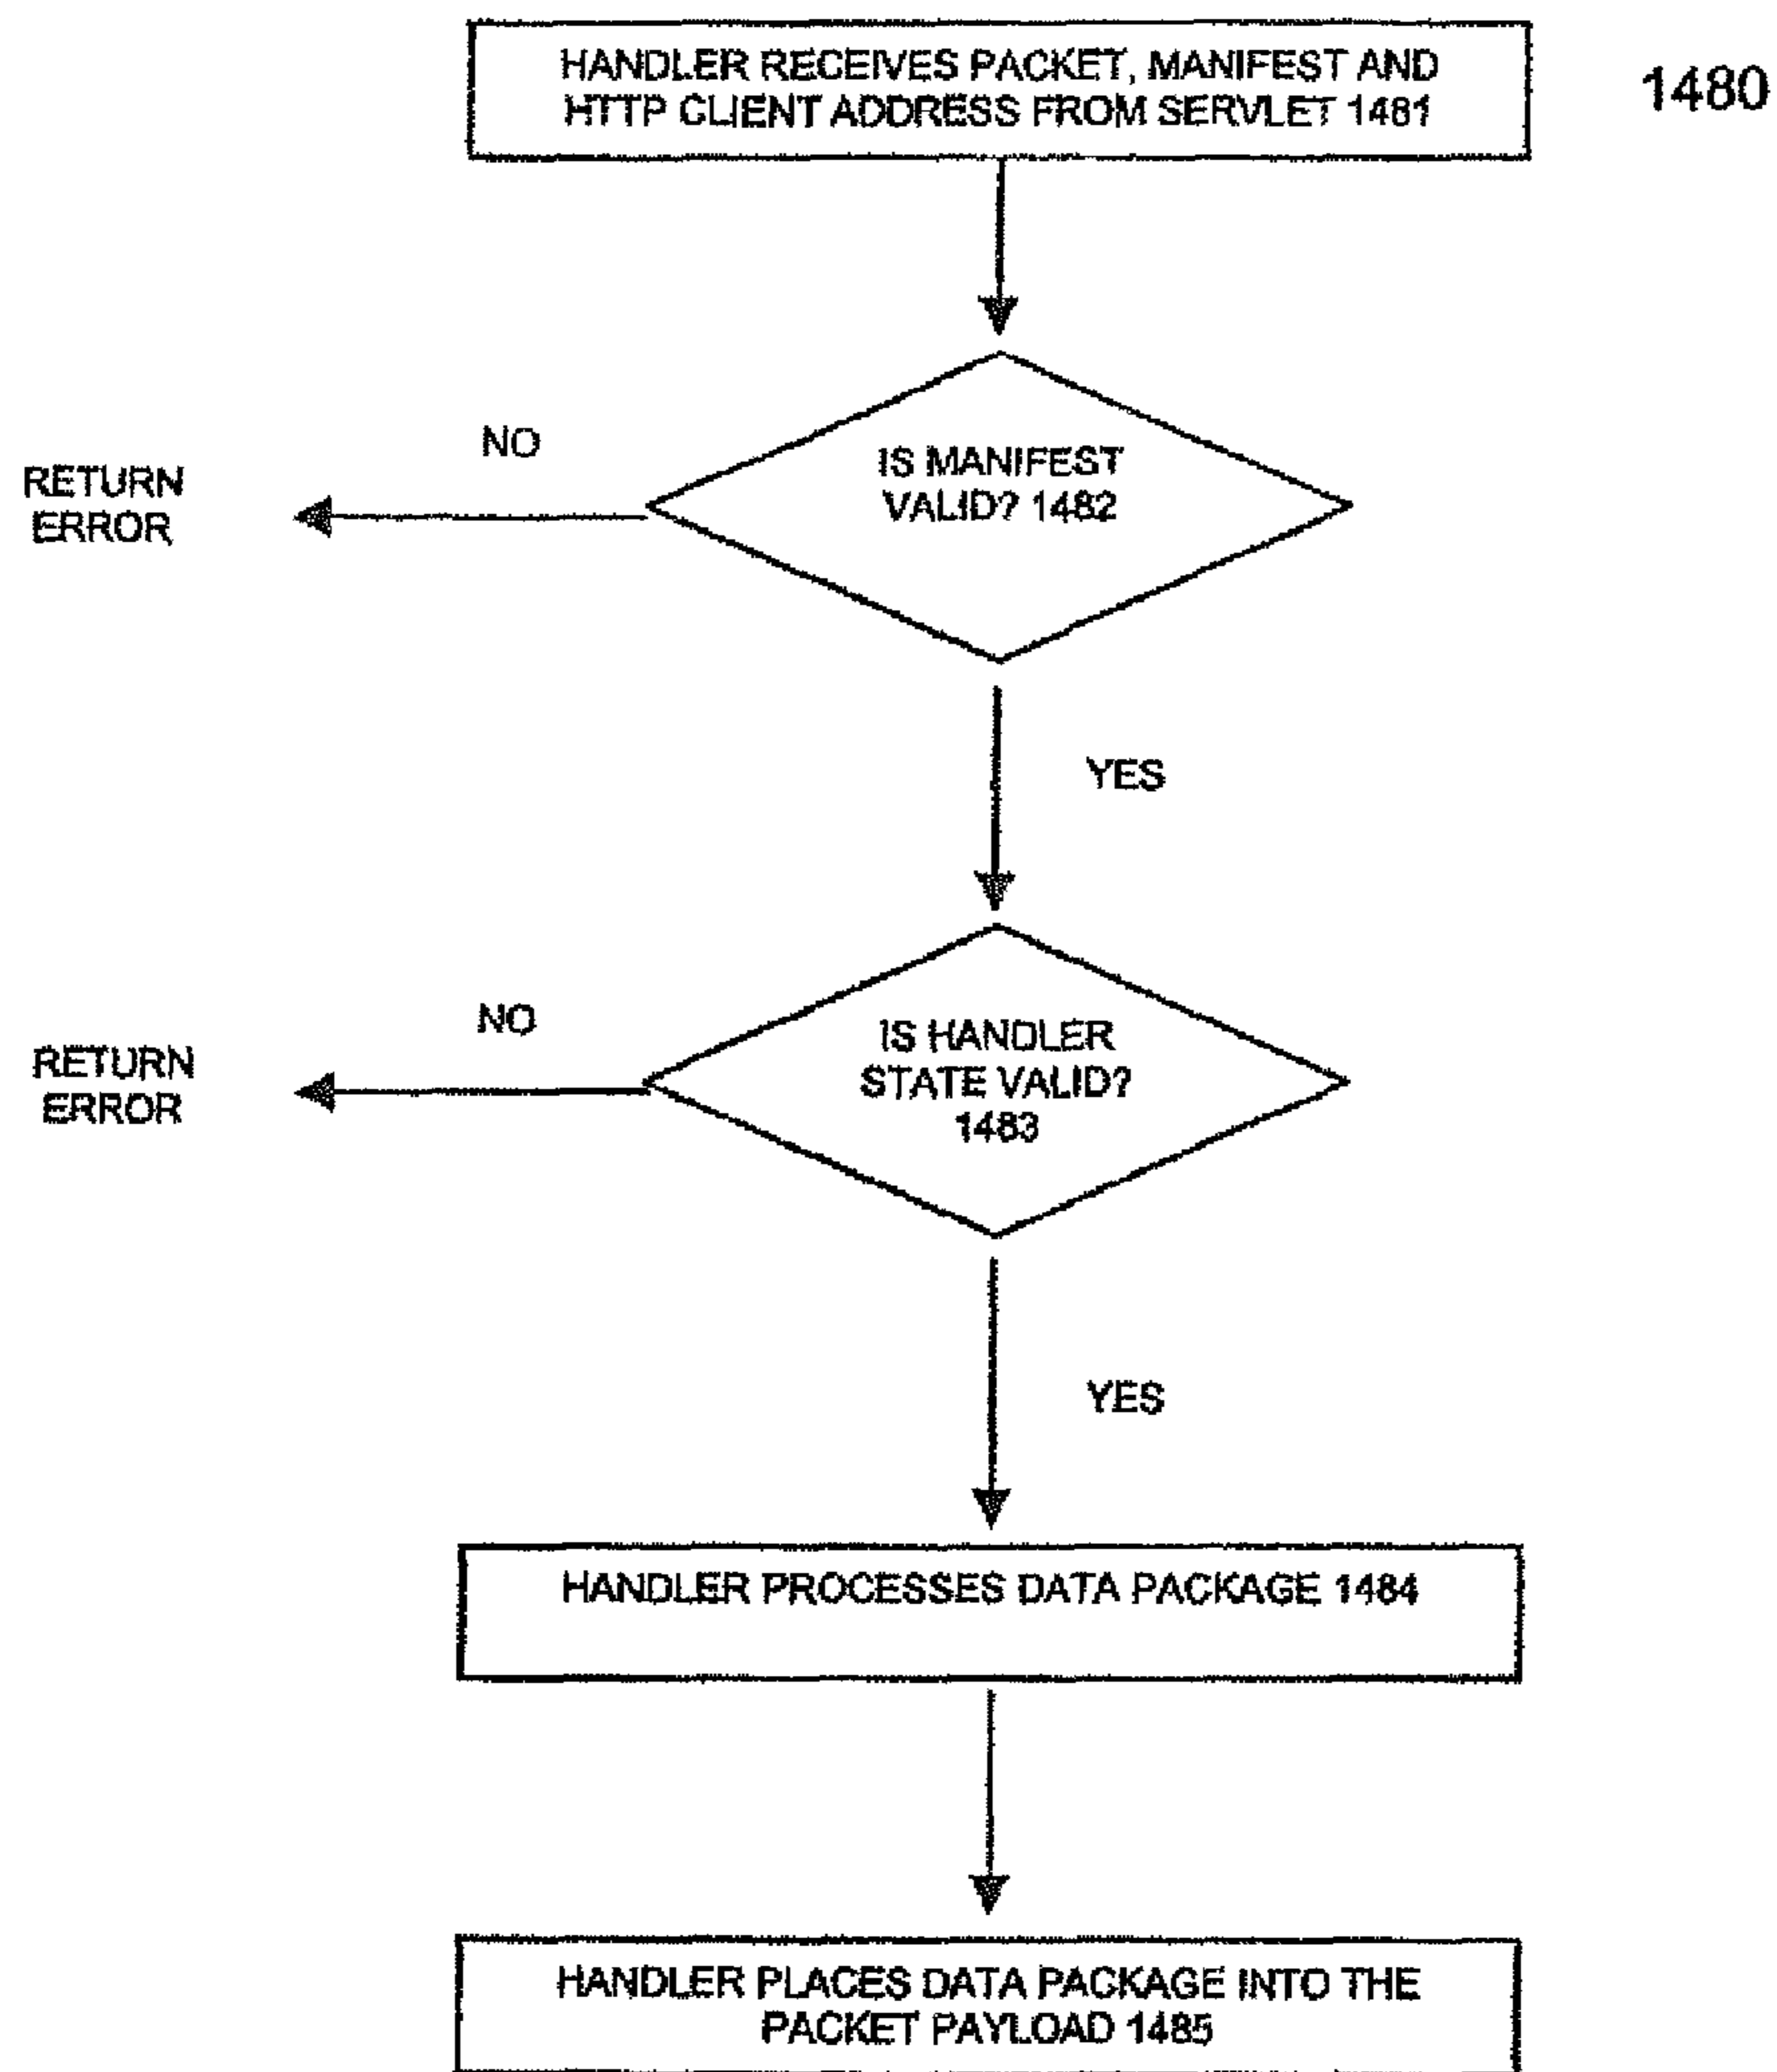 HANDLER RECEIVES PACKET, MANIFEST AND
HTTP CLIENT ADDRESS FROM SERVLET 1481
1480
IS MANIFEST
VALID? 1482
NO
RETURN
ERROR
YES
IS HANDLER
STATE VALID?
1483
NO
RETURN
ERROR
YES
HANDLER PROCESSES DATA PACKAGE 1484
HANDLER PLACES DATA PACKAGE INTO THE
PACKET PAYLOAD 1485